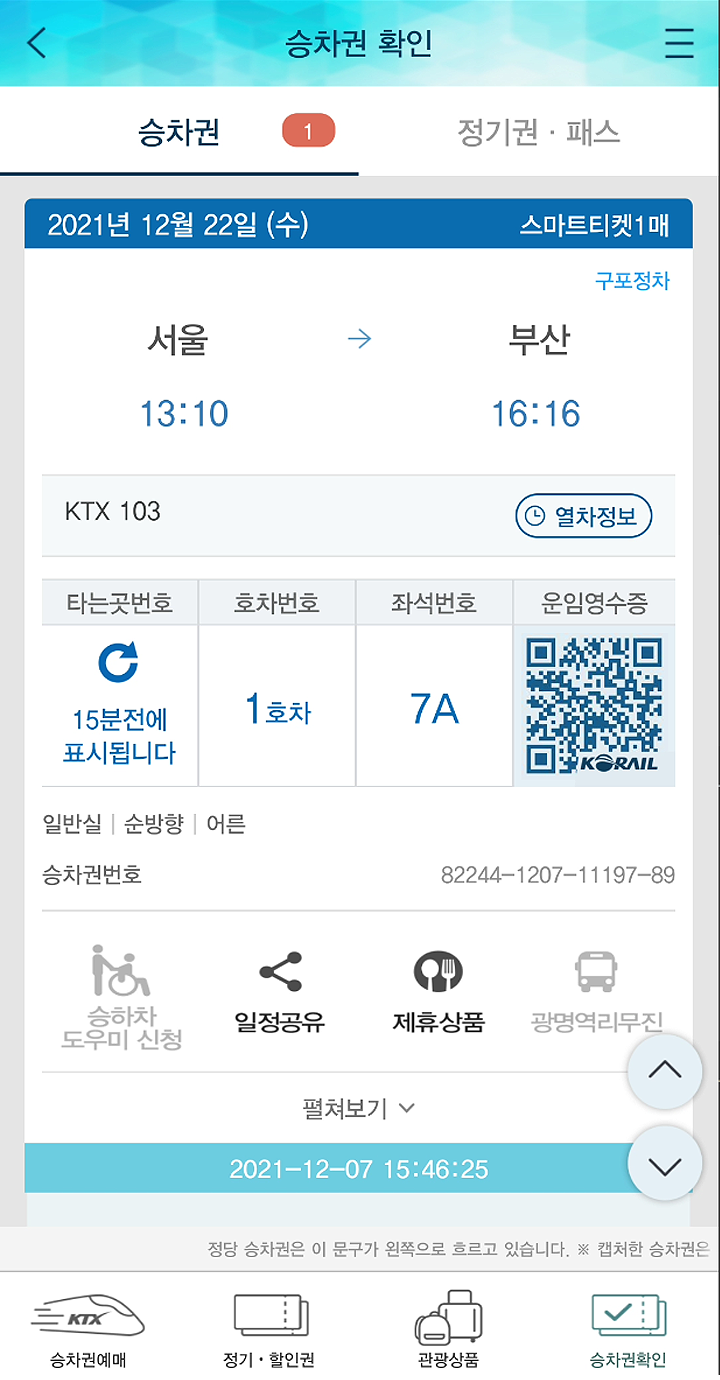 승차권 확인
승차권 1 정기권 · 패스
2021년 12월 22일 (수) 스마트티켓1매
구포정차
서울 → 부산
13:10 16:16
KTX 103 열차정보
타는곳번호 호차번호 좌석번호 운임영수증
15분전에
표시됩니다
1호차
7A
KORAIL
일반실 | 순방향 | 어른
승차권번호 82244-1207-11197-89
승하차
도우미 신청
일정공유
제휴상품
광명역리무진
펼쳐보기
2021-12-07 15:46:25
정당 승차권은 이 문구가 왼쪽으로 흐르고 있습니다. ※ 캡처한 승차권은
KTX
승차권예매 정기 · 할인권 관광상품 승차권확인